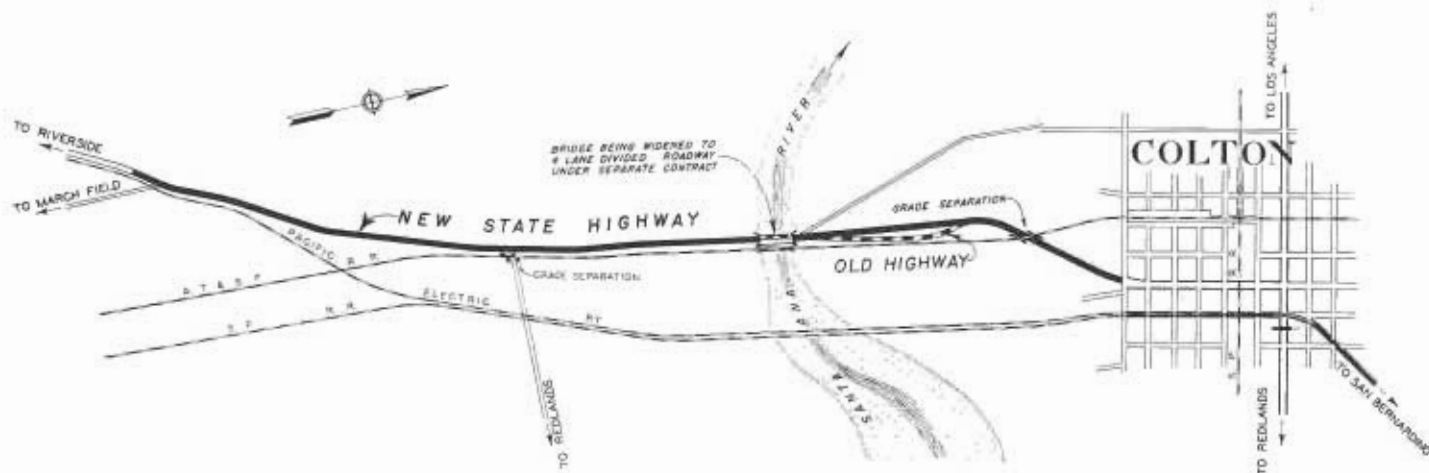 TO RIVERSIDE
TO MARCH FIELD
NEW STATE HIGHWAY
PACIFIC
ELECTRIC
RY
A T & S F R R
S P R R
GRADE SEPARATION
TO REDLANDS
BRIDGE BEING WIDENED TO
4 LANE DIVIDED ROADWAY
UNDER SEPARATE CONTRACT
RIVER
ANA
SANTA
GRADE SEPARATION
OLD HIGHWAY
COLTON
TO LOS ANGELES
TO REDLANDS
TO SAN BERNARDINO